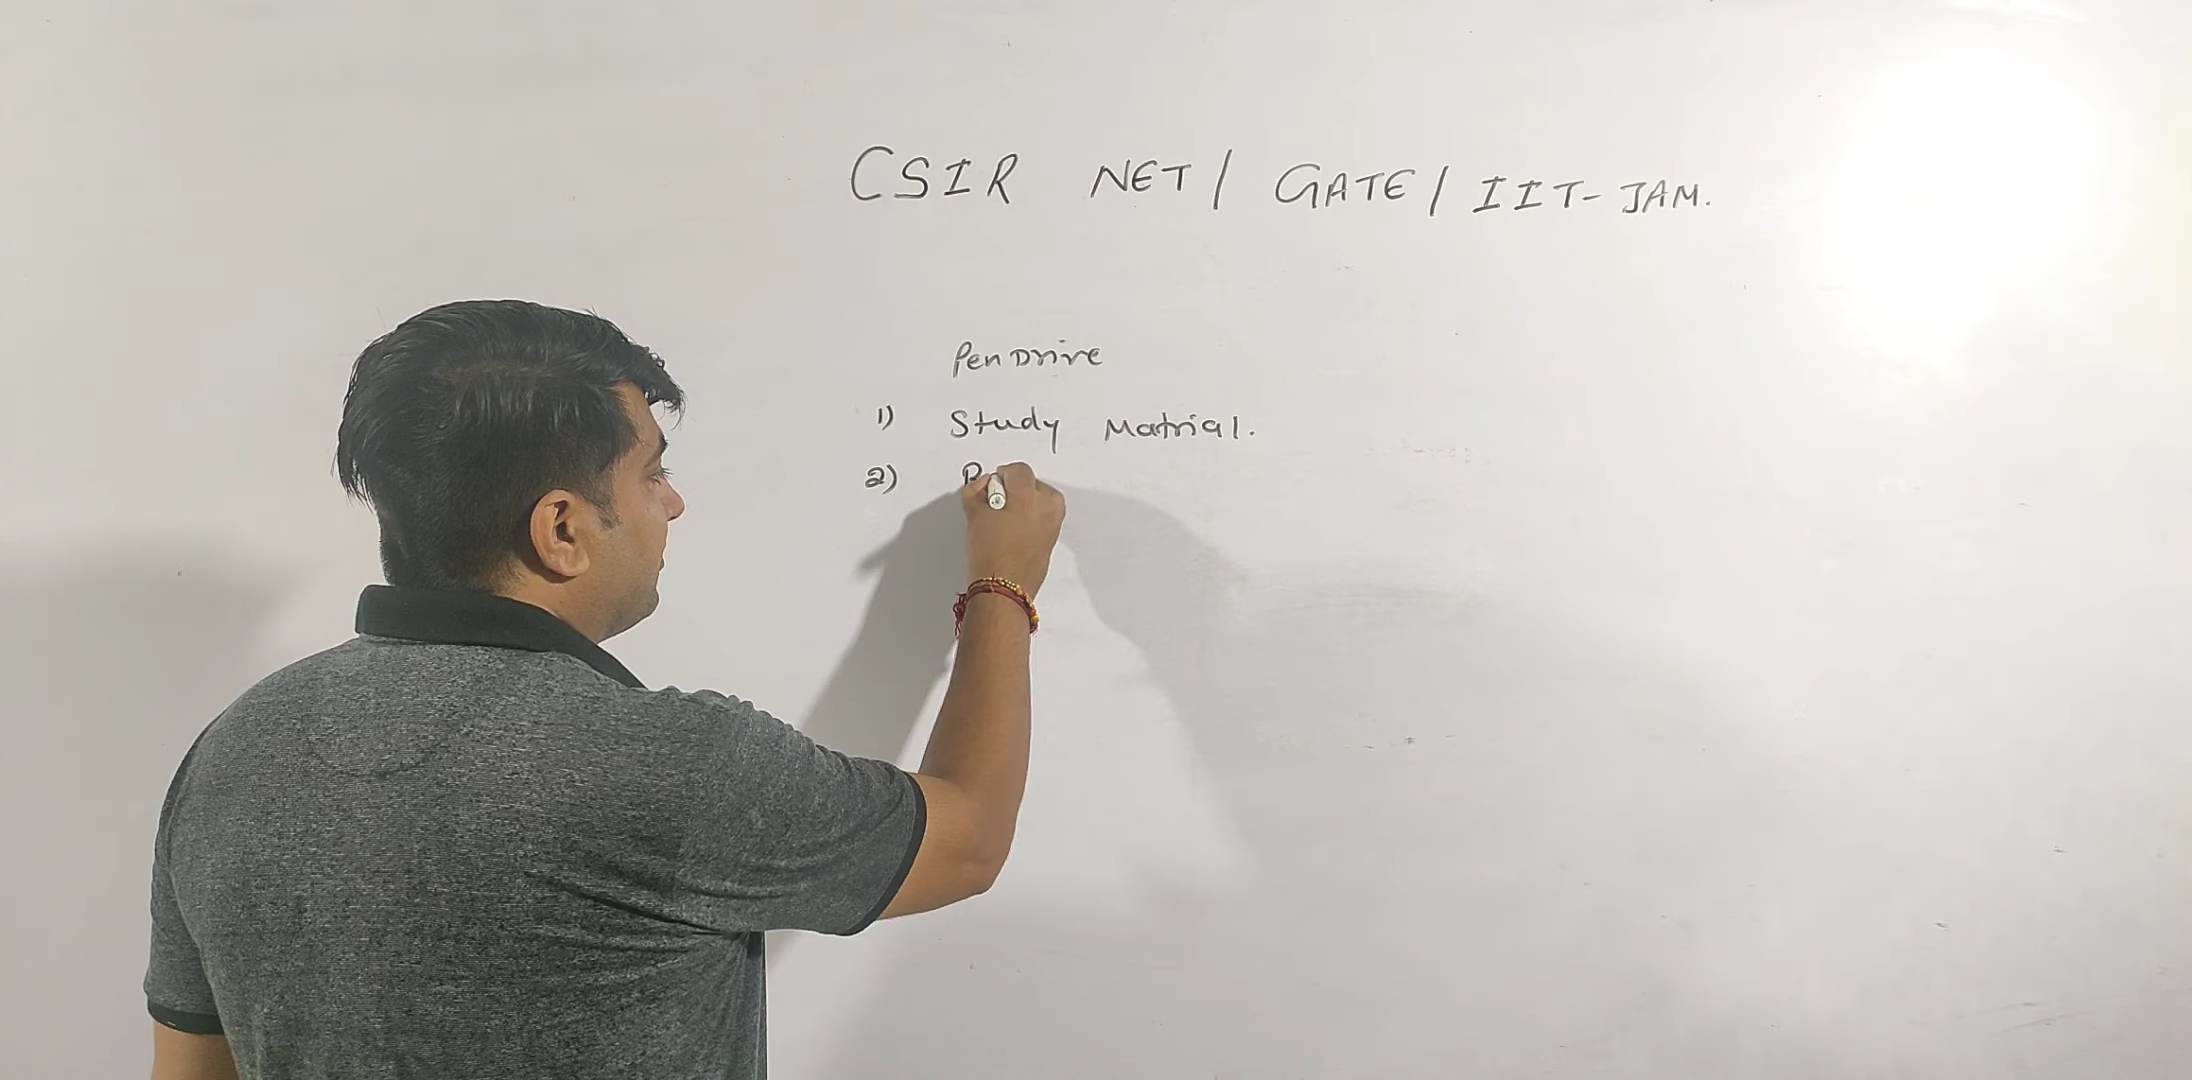 CSIR NET/ GATE/ IIT-JAM.
Pen Drive
1) Study Matrial.
2)